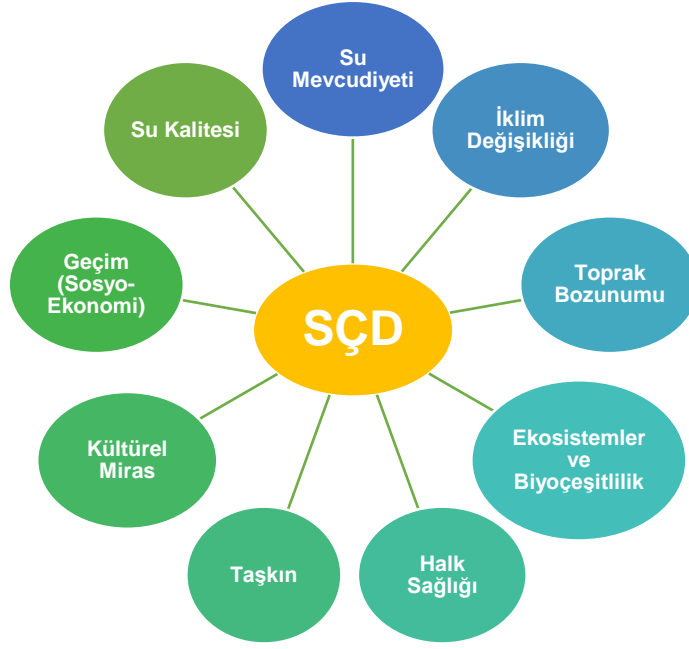 Su
Mevcudiyeti
İklim
Değişikliği
Toprak
Bozunumu
Ekosistemler
ve
Biyoçeşitlilik
Halk
Sağlığı
Taşkın
Kültürel
Miras
Geçim
(Sosyo-
Ekonomi)
Su Kalitesi
SÇD